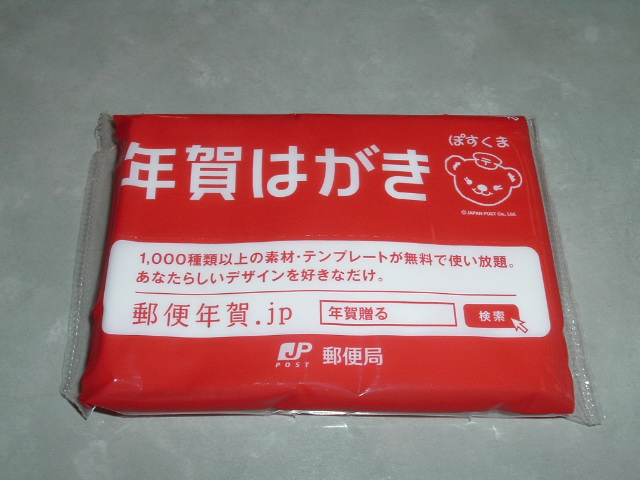 年賀はがき
ぽすくま
© JAPAN POST Co., Ltd.
1,000種類以上の素材・テンプレートが無料で使い放題。
あなたらしいデザインを好きなだけ。
郵便年賀.jp
年賀贈る
検索
JP
POST
郵便局